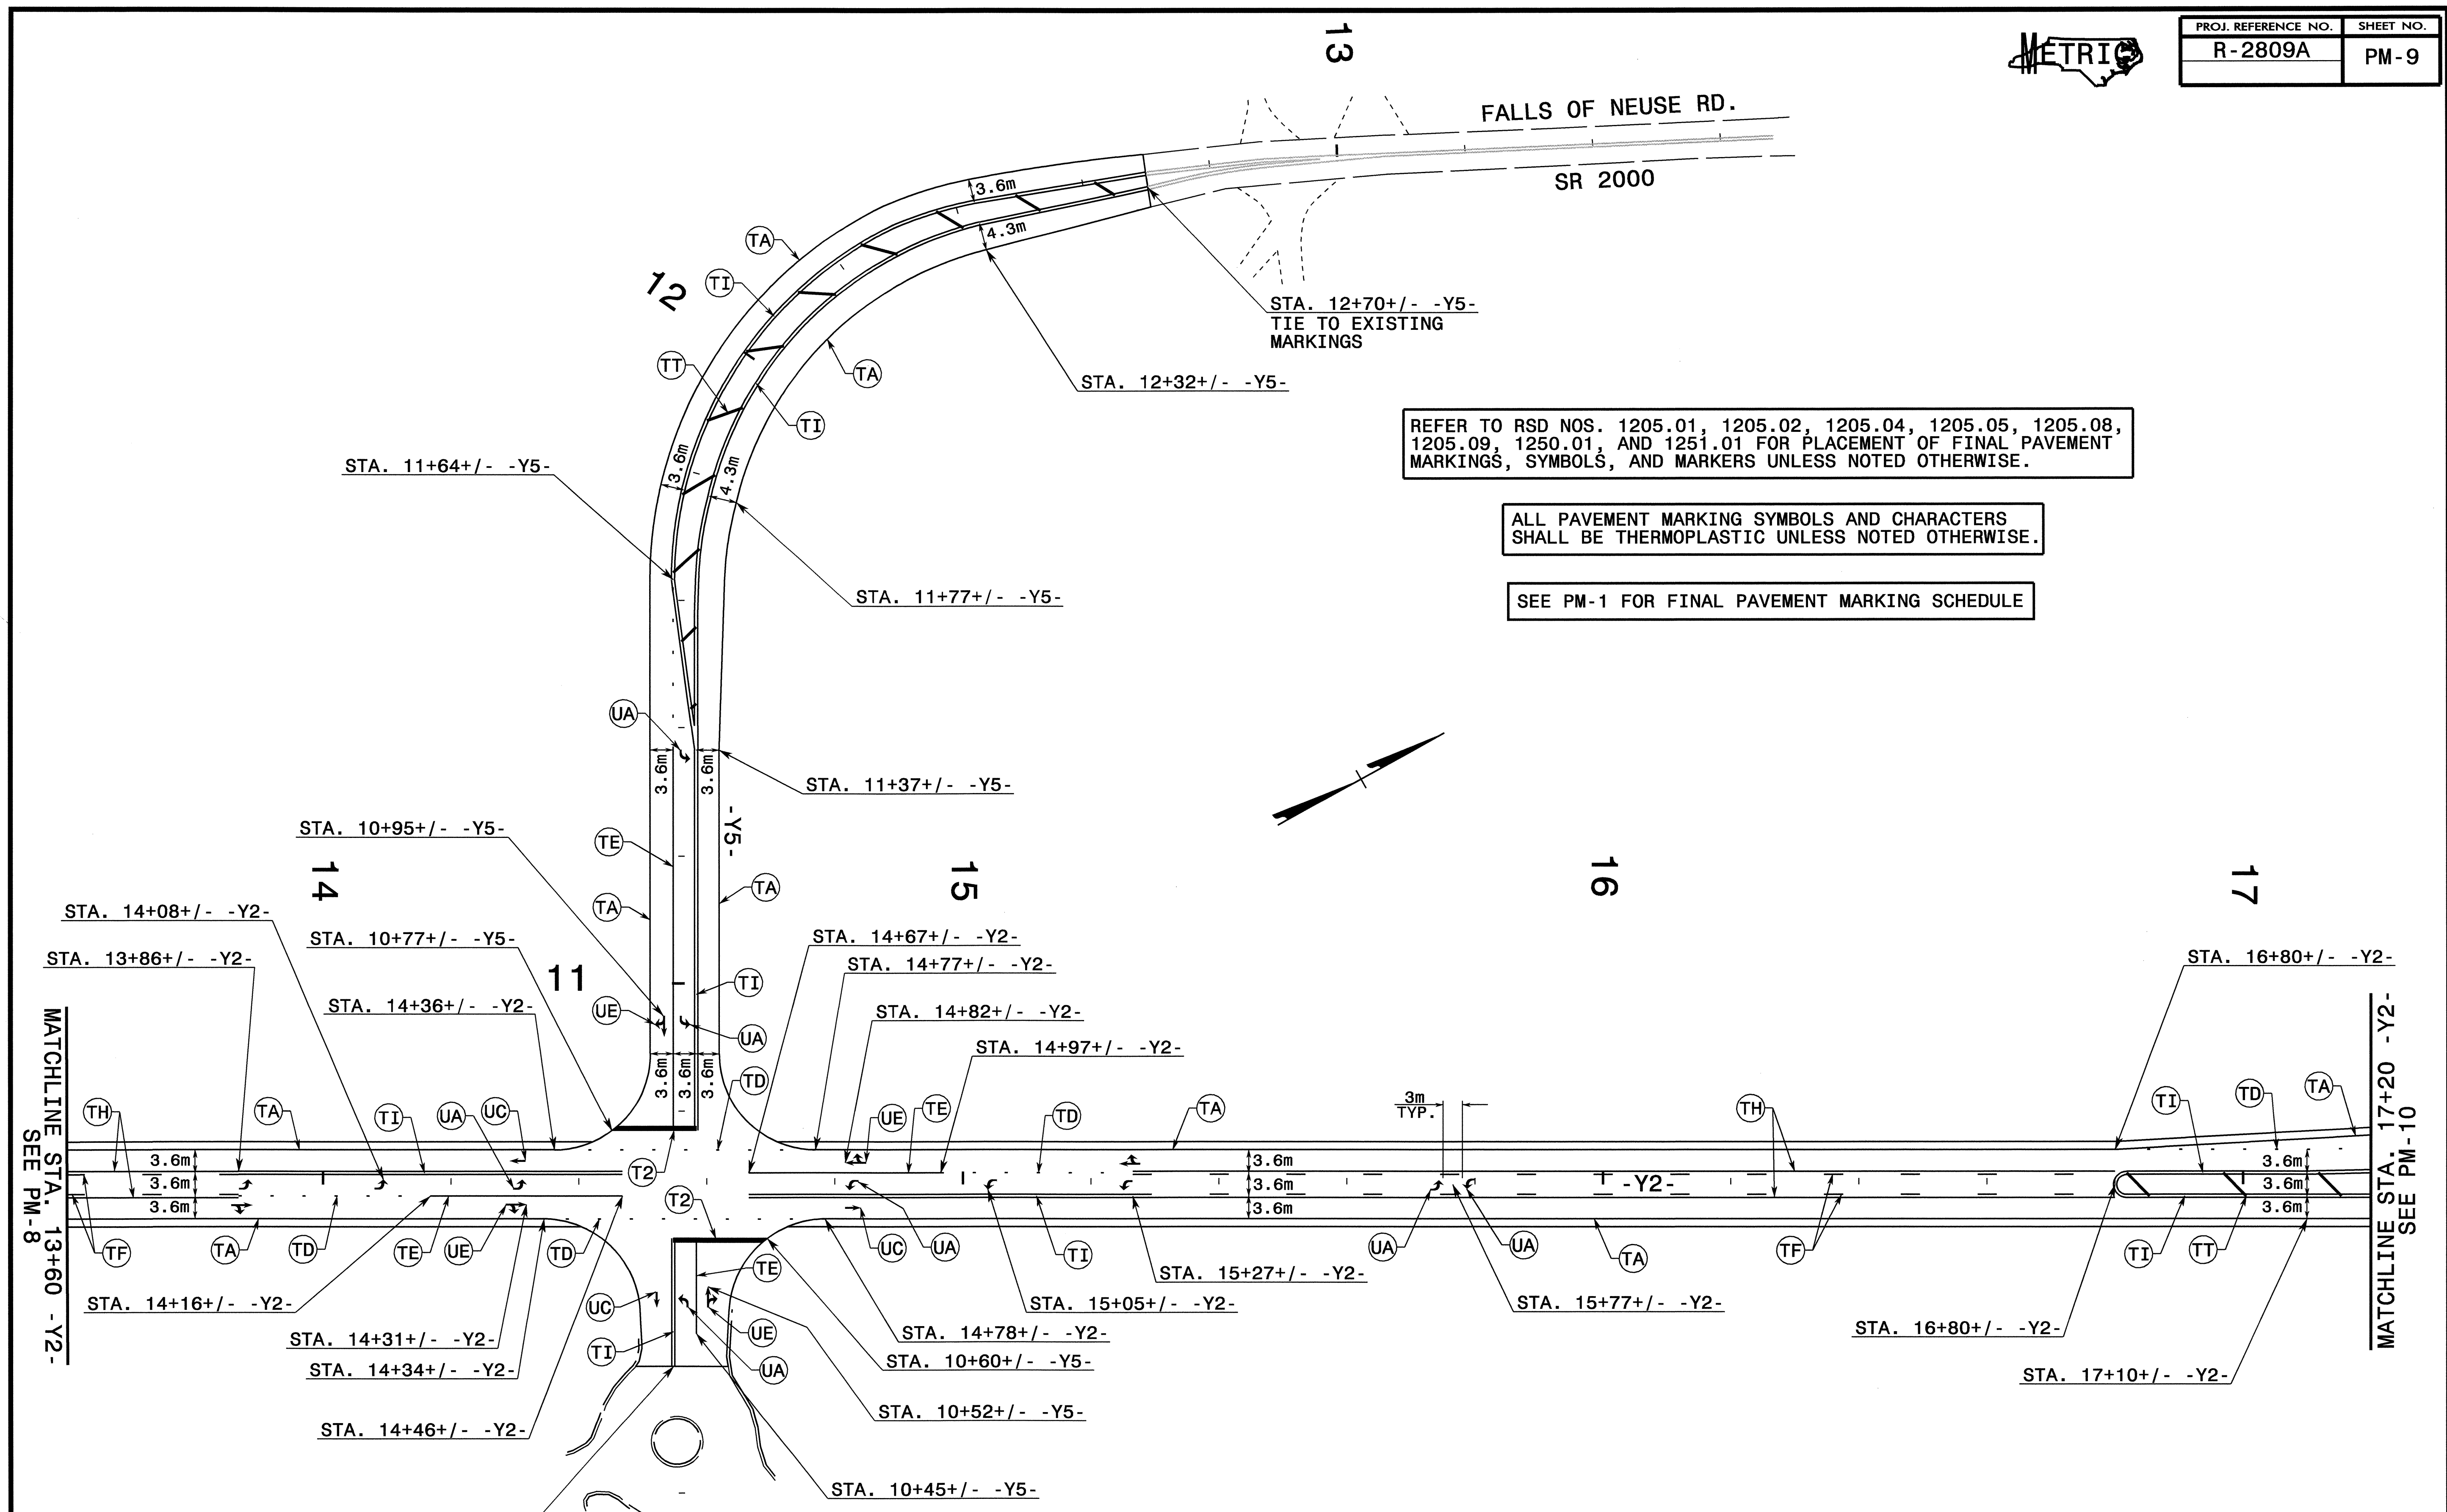 PROJ. REFERENCE NO.
SHEET NO.
R-2809A
PM-9
METRIC
13
FALLS OF NEUSE RD.
SR 2000
3.6m
4.3m
TA
12
TI
STA. 12+70+/- -Y5-
TIE TO EXISTING
MARKINGS
TT
TA
STA. 12+32+/- -Y5-
TI
REFER TO RSD NOS. 1205.01, 1205.02, 1205.04, 1205.05, 1205.08,
1205.09, 1250.01, AND 1251.01 FOR PLACEMENT OF FINAL PAVEMENT
MARKINGS, SYMBOLS, AND MARKERS UNLESS NOTED OTHERWISE.
STA. 11+64+/- -Y5-
3.6m
4.3m
ALL PAVEMENT MARKING SYMBOLS AND CHARACTERS
SHALL BE THERMOPLASTIC UNLESS NOTED OTHERWISE.
STA. 11+77+/- -Y5-
SEE PM-1 FOR FINAL PAVEMENT MARKING SCHEDULE
UA
3.6m
3.6m
STA. 11+37+/- -Y5-
-Y5-
STA. 10+95+/- -Y5-
TE
14
15
16
17
TA
TA
STA. 14+08+/- -Y2-
STA. 10+77+/- -Y5-
STA. 14+67+/- -Y2-
STA. 13+86+/- -Y2-
STA. 14+77+/- -Y2-
STA. 16+80+/- -Y2-
11
TI
STA. 14+36+/- -Y2-
UE
UA
STA. 14+82+/- -Y2-
STA. 14+97+/- -Y2-
3.6m
3.6m
3.6m
TD
TH
TA
TI
UA
UC
UE
TE
TD
TA
3m
TYP.
TH
TI
TD
TA
MATCHLINE STA. 13+60 -Y2-
SEE PM-8
MATCHLINE STA. 17+20 -Y2-
SEE PM-10
3.6m
3.6m
3.6m
T2
T2
3.6m
3.6m
3.6m
-Y2-
3.6m
3.6m
3.6m
TF
TA
TD
TE
UE
TD
UC
UA
TI
UA
UA
TA
TF
TI
TT
TE
STA. 14+16+/- -Y2-
UC
STA. 15+27+/- -Y2-
STA. 15+05+/- -Y2-
STA. 15+77+/- -Y2-
STA. 14+31+/- -Y2-
UE
STA. 14+78+/- -Y2-
STA. 16+80+/- -Y2-
TI
STA. 14+34+/- -Y2-
UA
STA. 10+60+/- -Y5-
STA. 17+10+/- -Y2-
STA. 10+52+/- -Y5-
STA. 14+46+/- -Y2-
STA. 10+45+/- -Y5-